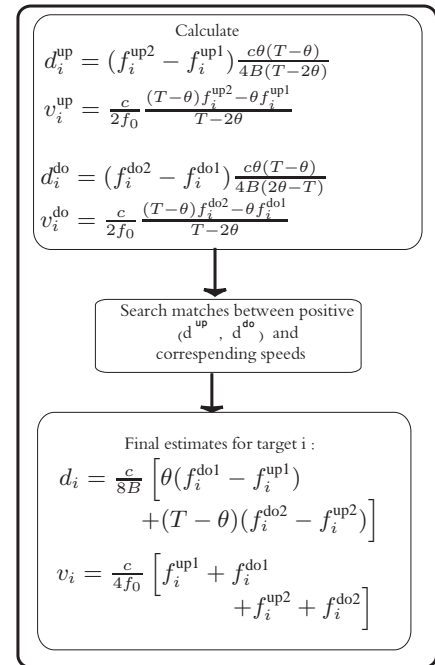 Calculate
d_i^up = (f_i^up2 − f_i^up1) cθ(T−θ)/4B(T−2θ)
v_i^up = c/2f_0 (T−θ)f_i^up2−θf_i^up1/T−2θ
d_i^do = (f_i^do2 − f_i^do1) cθ(T−θ)/4B(2θ−T)
v_i^do = c/2f_0 (T−θ)f_i^do2−θf_i^do1/T−2θ
Search matches between positive
(d^up , d^do) and
correspending speeds
Final estimates for target i :
d_i = c/8B [θ(f_i^do1 − f_i^up1)
+(T − θ)(f_i^do2 − f_i^up2)]
v_i = c/4f_0 [f_i^up1 + f_i^do1
+f_i^up2 + f_i^do2]